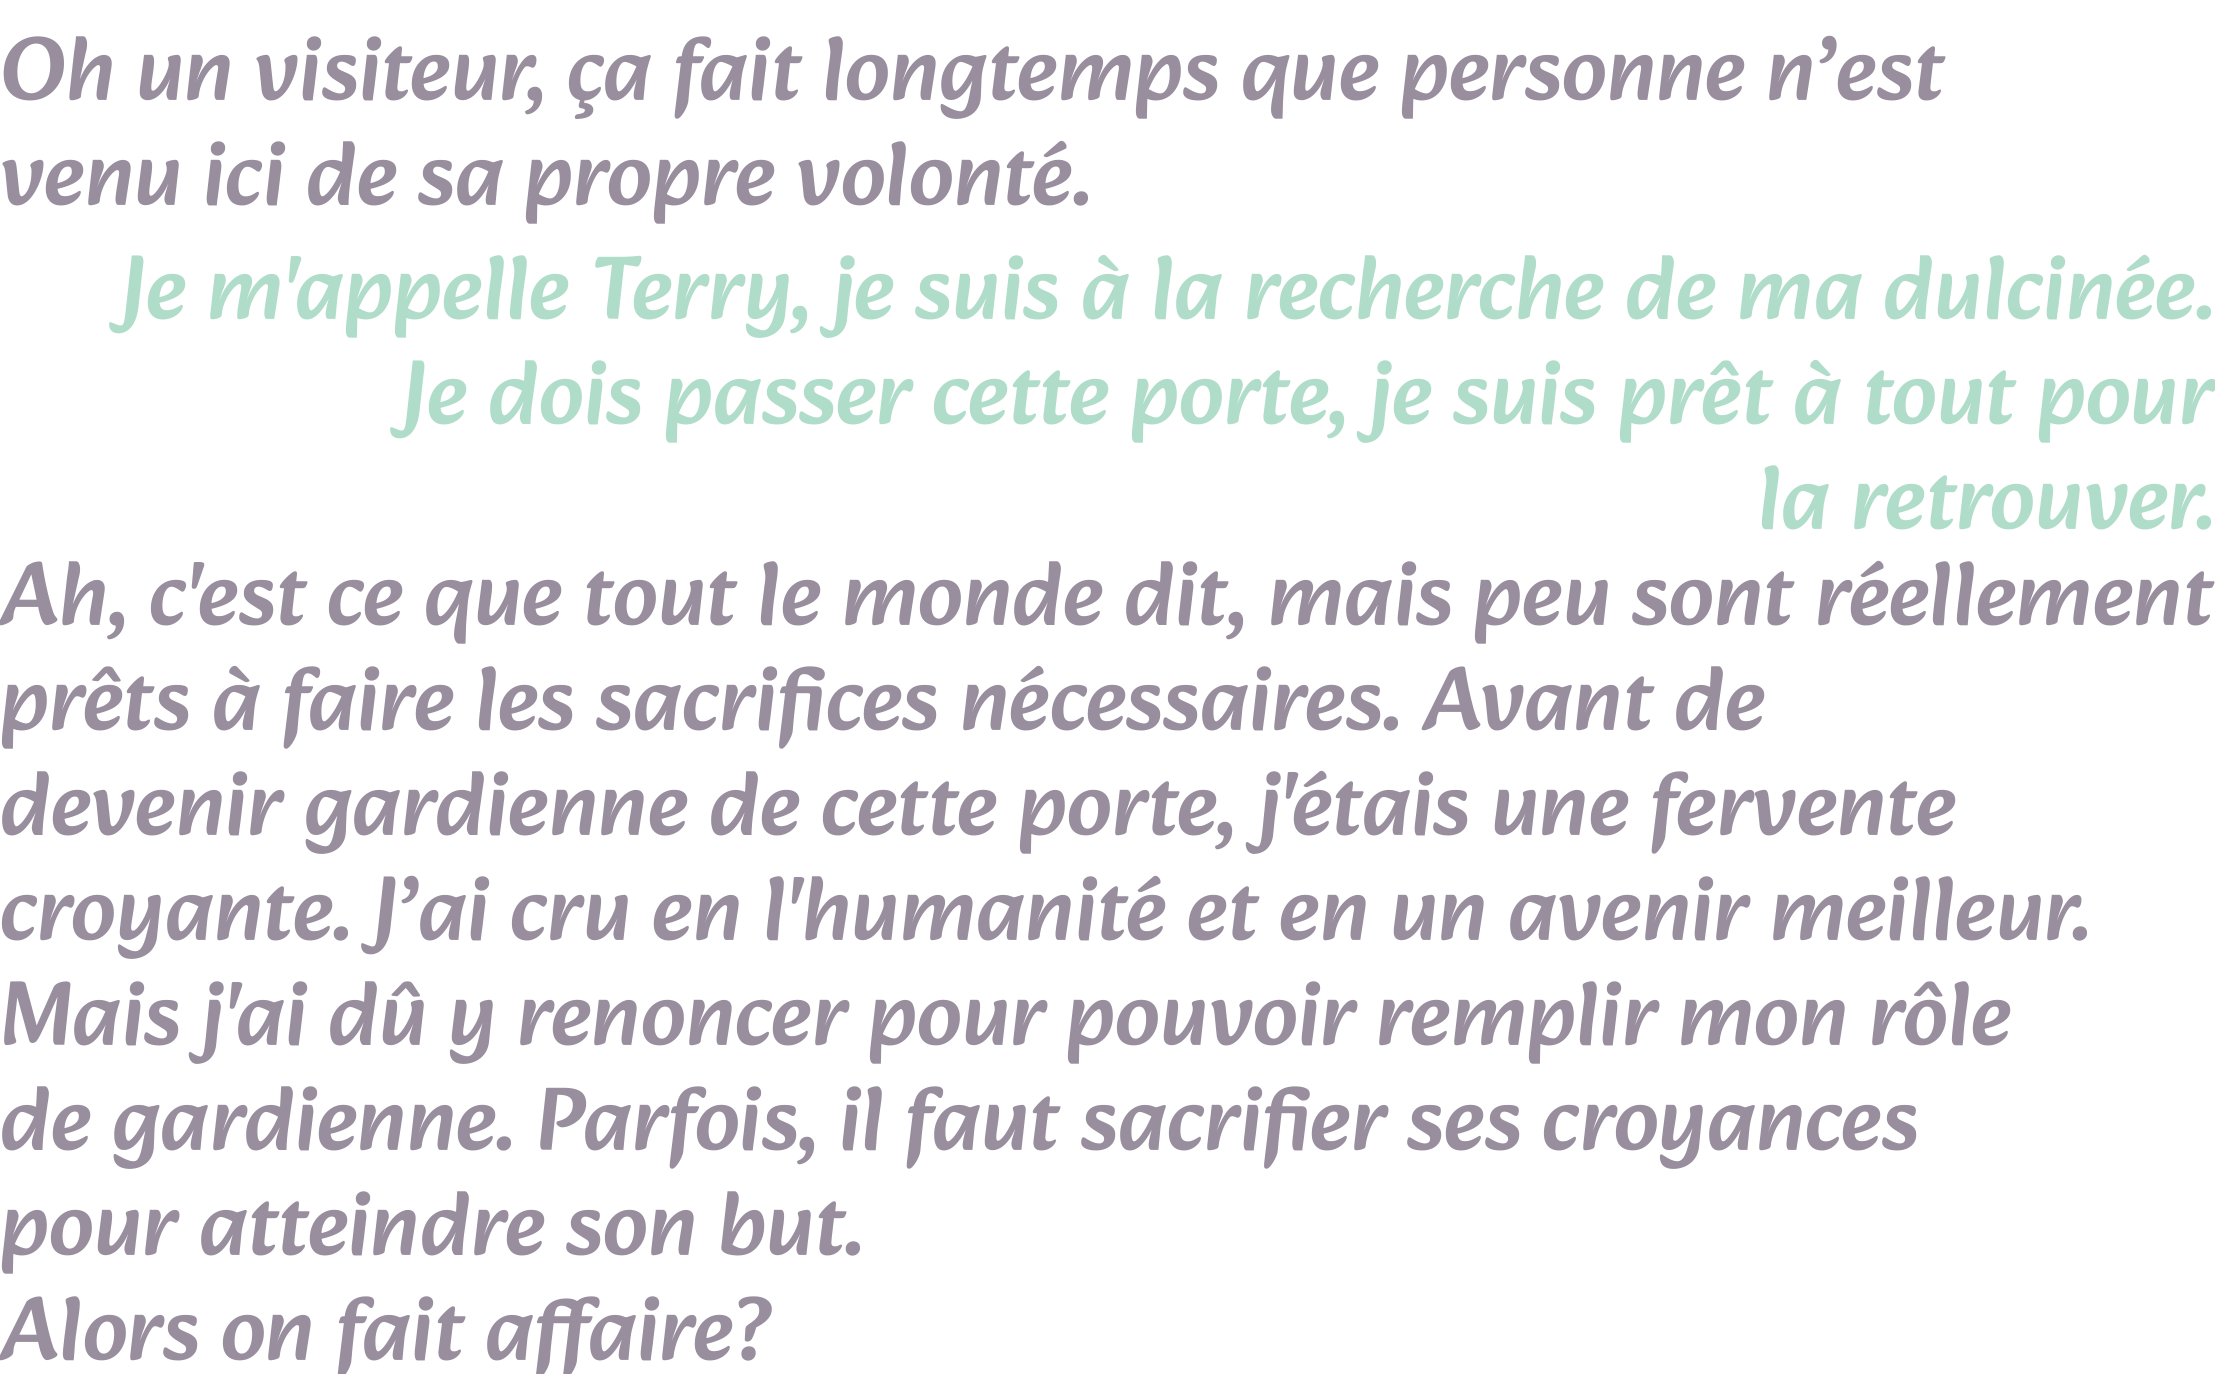 Oh un visiteur, ça fait longtemps que personne n’est
venu ici de sa propre volonté.
Je m'appelle Terry, je suis à la recherche de ma dulcinée.
Je dois passer cette porte, je suis prêt à tout pour
la retrouver.
Ah, c'est ce que tout le monde dit, mais peu sont réellement
prêts à faire les sacrifices nécessaires. Avant de
devenir gardienne de cette porte, j'étais une fervente
croyante. J’ai cru en l'humanité et en un avenir meilleur.
Mais j'ai dû y renoncer pour pouvoir remplir mon rôle
de gardienne. Parfois, il faut sacrifier ses croyances
pour atteindre son but.
Alors on fait affaire?